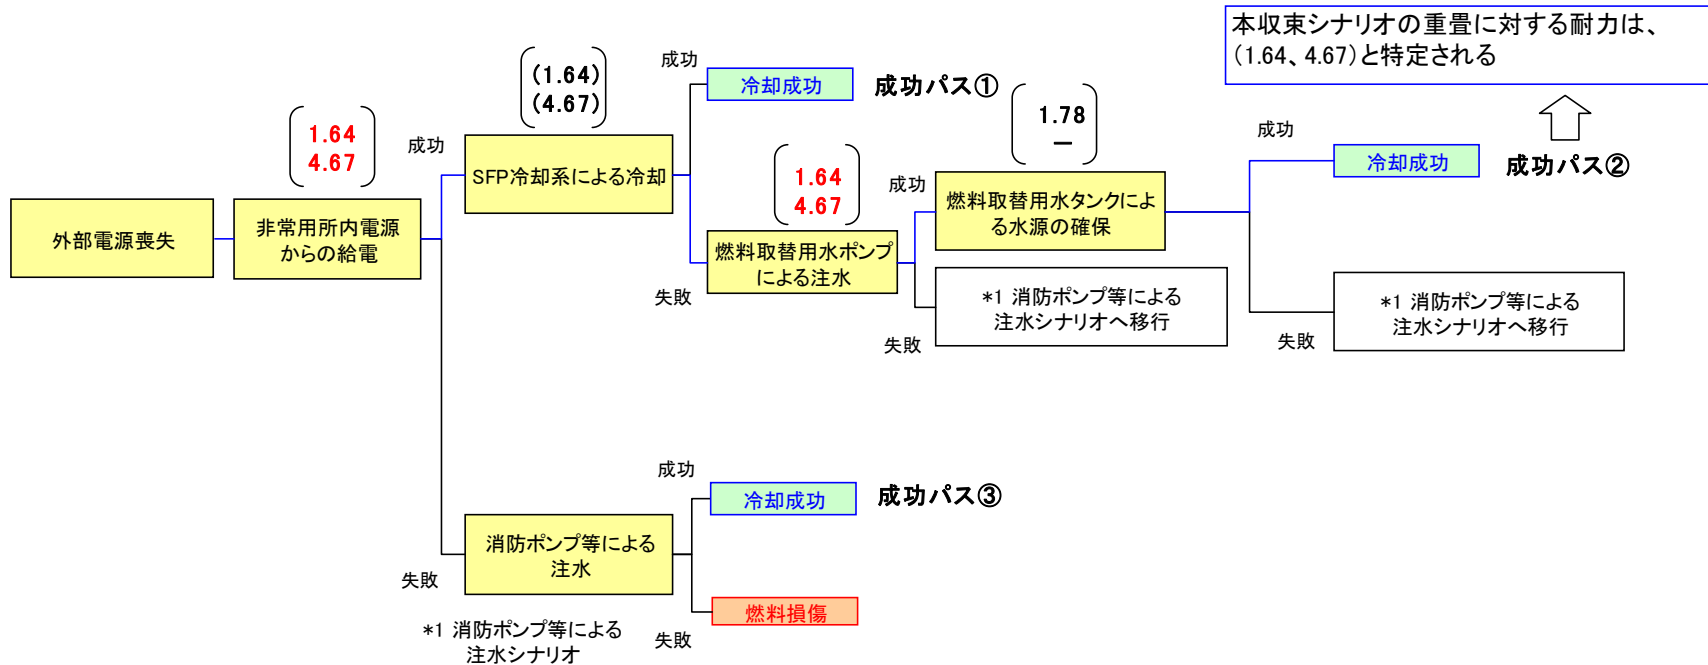 本収束シナリオの重畳に対する耐力は、
(1.64、4.67)と特定される
成功
冷却成功
成功パス①
(1.64)
(4.67)
1.78
－
1.64
4.67
成功
SFP冷却系による冷却
成功
冷却成功
成功パス②
1.64
4.67
成功
燃料取替用水タンクによ
る水源の確保
外部電源喪失
非常用所内電源
からの給電
燃料取替用水ポンプ
による注水
失敗
*1 消防ポンプ等による
注水シナリオへ移行
失敗
*1 消防ポンプ等による
注水シナリオへ移行
失敗
成功
冷却成功
成功パス③
消防ポンプ等による
注水
失敗
燃料損傷
失敗
*1 消防ポンプ等による
注水シナリオ